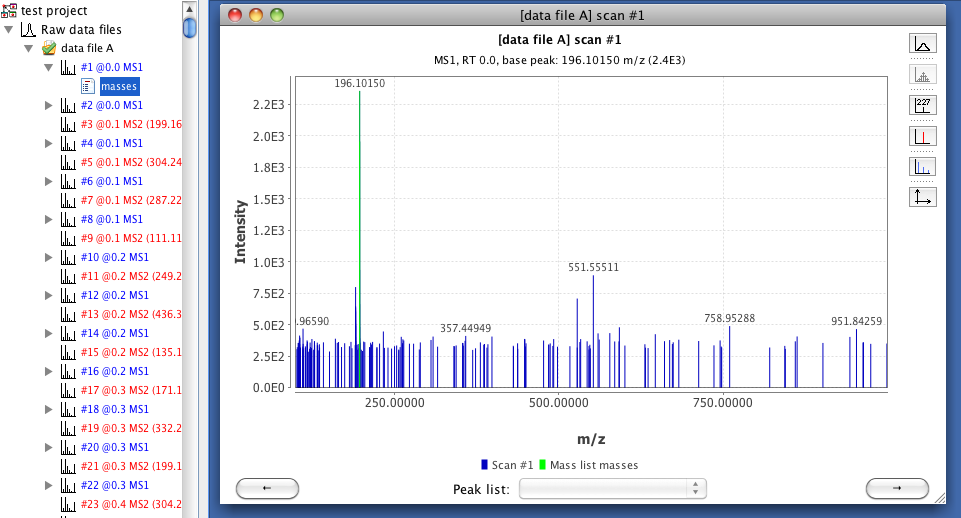 test project
Raw data files
data file A
#1 @0.0 MS1
masses
#2 @0.0 MS1
#3 @0.1 MS2 (199.16
#4 @0.1 MS1
#5 @0.1 MS2 (304.24
#6 @0.1 MS1
#7 @0.1 MS2 (287.22
#8 @0.1 MS1
#9 @0.1 MS2 (111.11
#10 @0.2 MS1
#11 @0.2 MS2 (249.2
#12 @0.2 MS1
#13 @0.2 MS2 (436.3
#14 @0.2 MS1
#15 @0.2 MS2 (135.1
#16 @0.2 MS1
#17 @0.3 MS2 (171.1
#18 @0.3 MS1
#19 @0.3 MS2 (332.2
#20 @0.3 MS1
#21 @0.3 MS2 (199.1
#22 @0.3 MS1
#23 @0.4 MS2 (304.2
[data file A] scan #1
[data file A] scan #1
MS1, RT 0.0, base peak: 196.10150 m/z (2.4E3)
196.10150
2.2E3
2.0E3
1.8E3
1.5E3
1.2E3
1.0E3
7.5E2
5.0E2
2.5E2
0.0E0
Intensity
551.55511
.96590
357.44949
758.95288
951.84259
250.00000
500.00000
750.00000
m/z
Scan #1
Mass list masses
Peak list:
← →
227